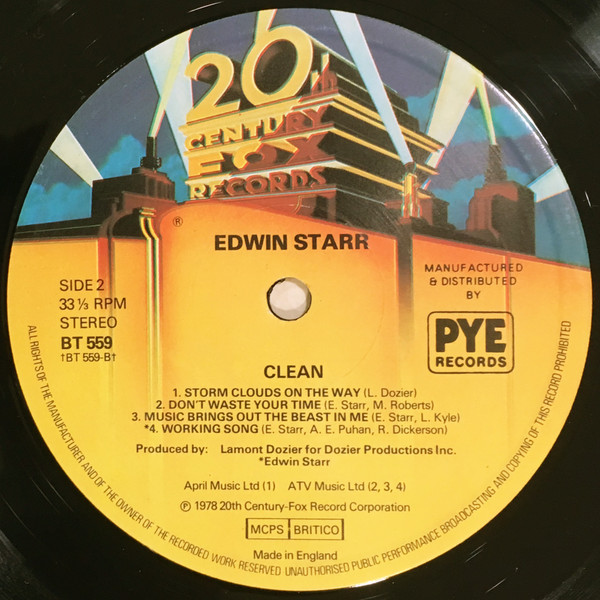 20th
CENTURY
FOX
RECORDS
®
EDWIN STARR
SIDE 2
33 ⅓ RPM
STEREO
BT 559
†BT 559-B†
MANUFACTURED
& DISTRIBUTED
BY
PYE
RECORDS
CLEAN
1. STORM CLOUDS ON THE WAY (L. Dozier)
2. DON'T WASTE YOUR TIME (E. Starr, M. Roberts)
3. MUSIC BRINGS OUT THE BEAST IN ME (E. Starr, L. Kyle)
*4. WORKING SONG (E. Starr, A. E. Puhan, R. Dickerson)
Produced by: Lamont Dozier for Dozier Productions Inc.
*Edwin Starr
April Music Ltd (1) ATV Music Ltd (2, 3, 4)
℗ 1978 20th Century-Fox Record Corporation
MCPS BRITICO
Made in England
ALL RIGHTS OF THE MANUFACTURER AND OF THE OWNER OF THE RECORDED WORK RESERVED UNAUTHORISED PUBLIC PERFORMANCE BROADCASTING AND COPYING OF THIS RECORD PROHIBITED